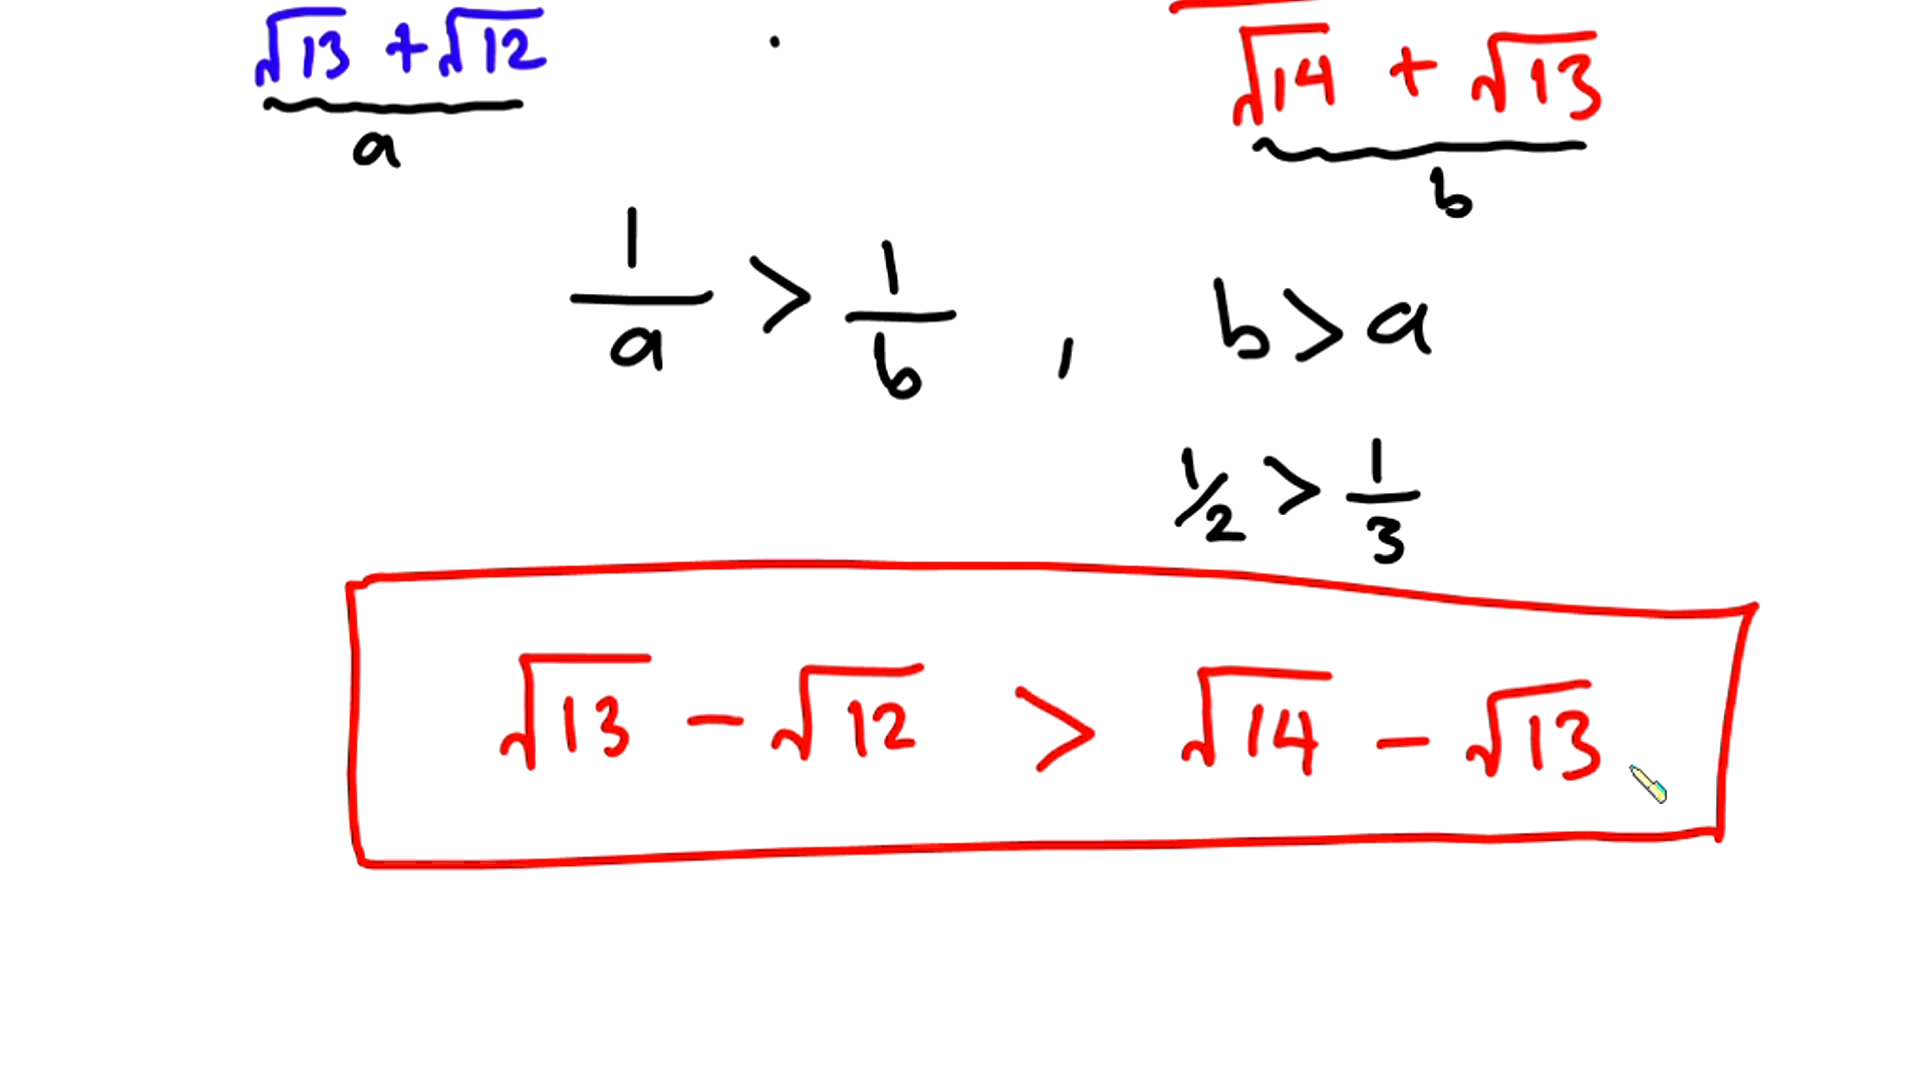 √13 + √12 √14 + √13
a b
1/a > 1/b , b > a
1/2 > 1/3
√13 − √12 > √14 − √13